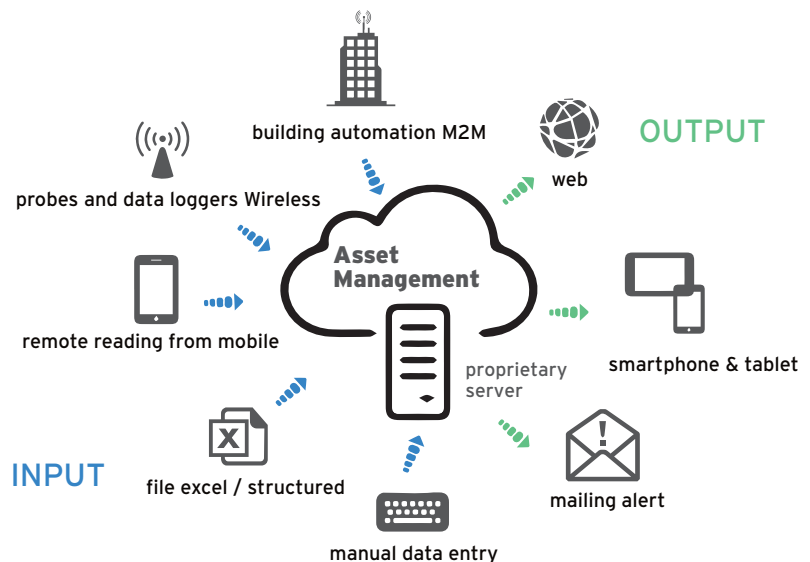 building automation M2M
OUTPUT
web
probes and data loggers Wireless
Asset
Management
remote reading from mobile
smartphone & tablet
proprietary
server
X
!
INPUT
file excel / structured
mailing alert
manual data entry